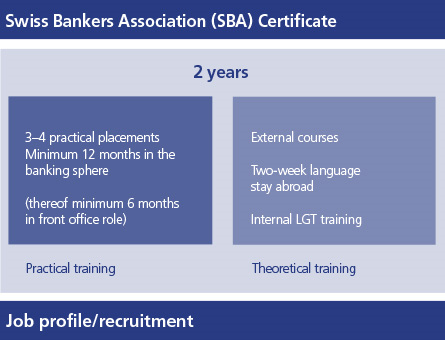 Swiss Bankers Association (SBA) Certificate
2 years
3–4 practical placements
Minimum 12 months in the
banking sphere
(thereof minimum 6 months
in front office role)
External courses
Two-week language
stay abroad
Internal LGT training
Practical training
Theoretical training
Job profile/recruitment